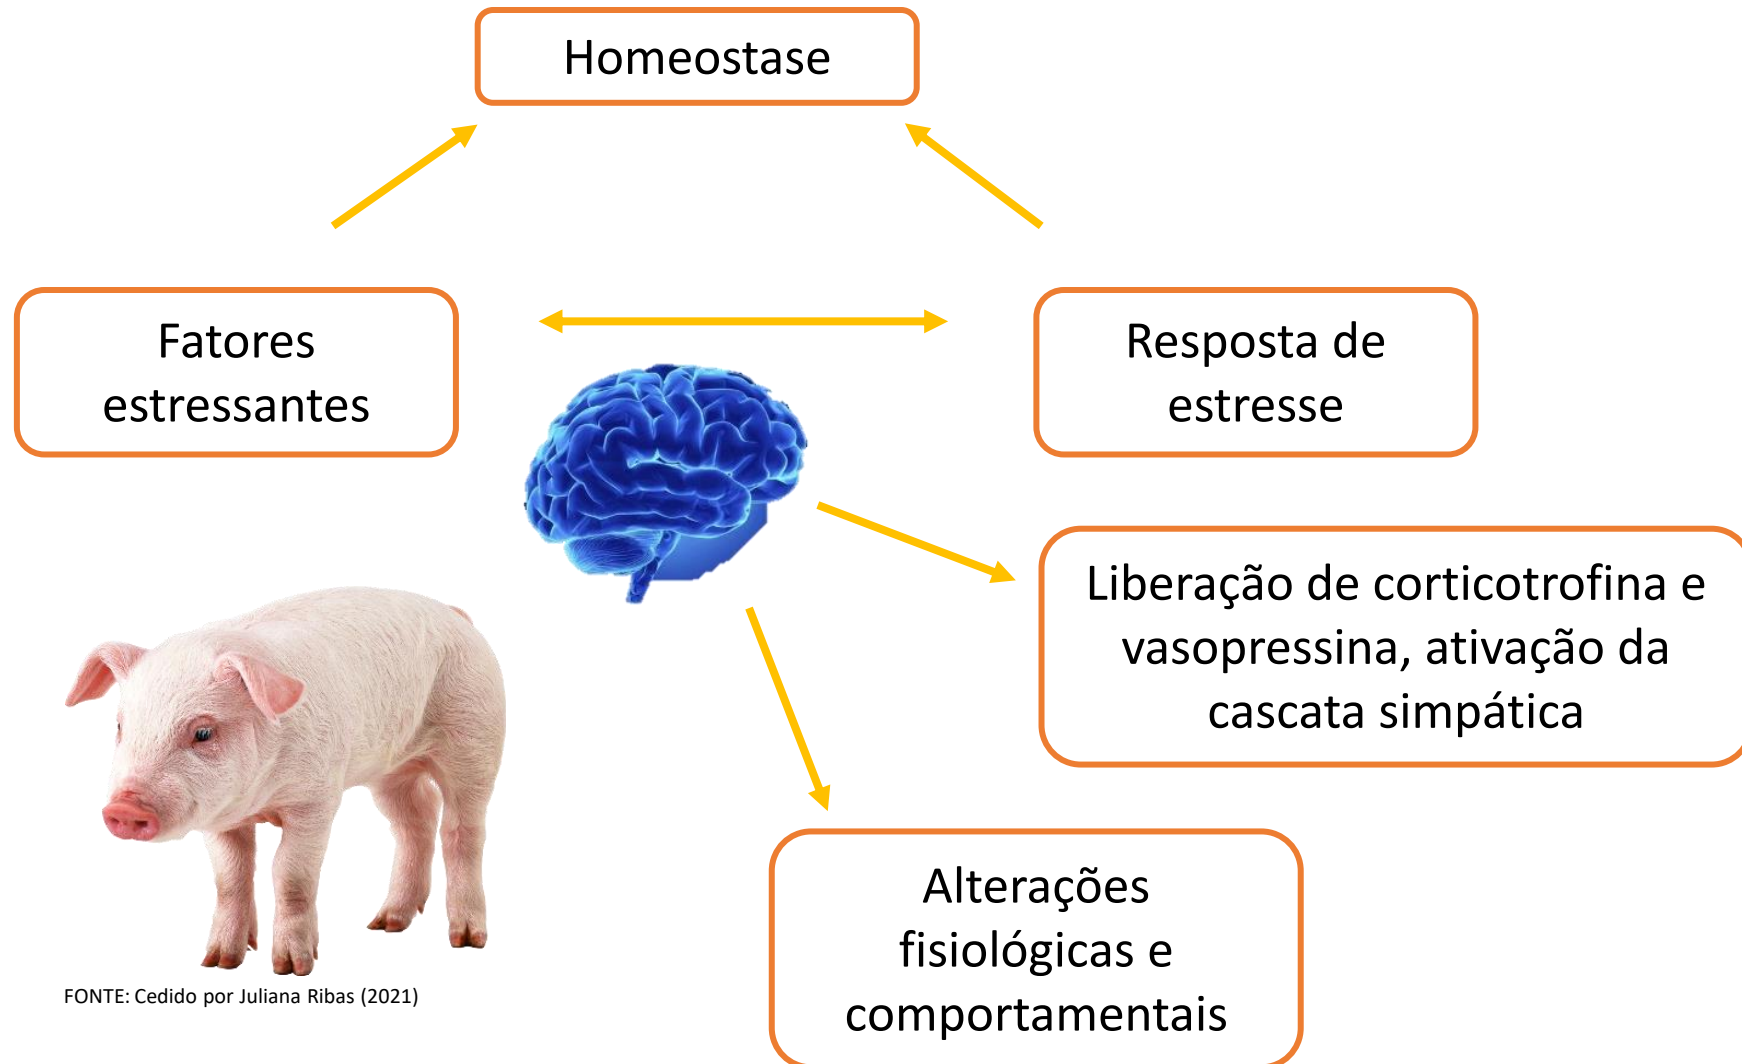 Homeostase
Fatores
estressantes
Resposta de
estresse
Liberação de corticotrofina e
vasopressina, ativação da
cascata simpática
Alterações
fisiológicas e
comportamentais
FONTE: Cedido por Juliana Ribas (2021)